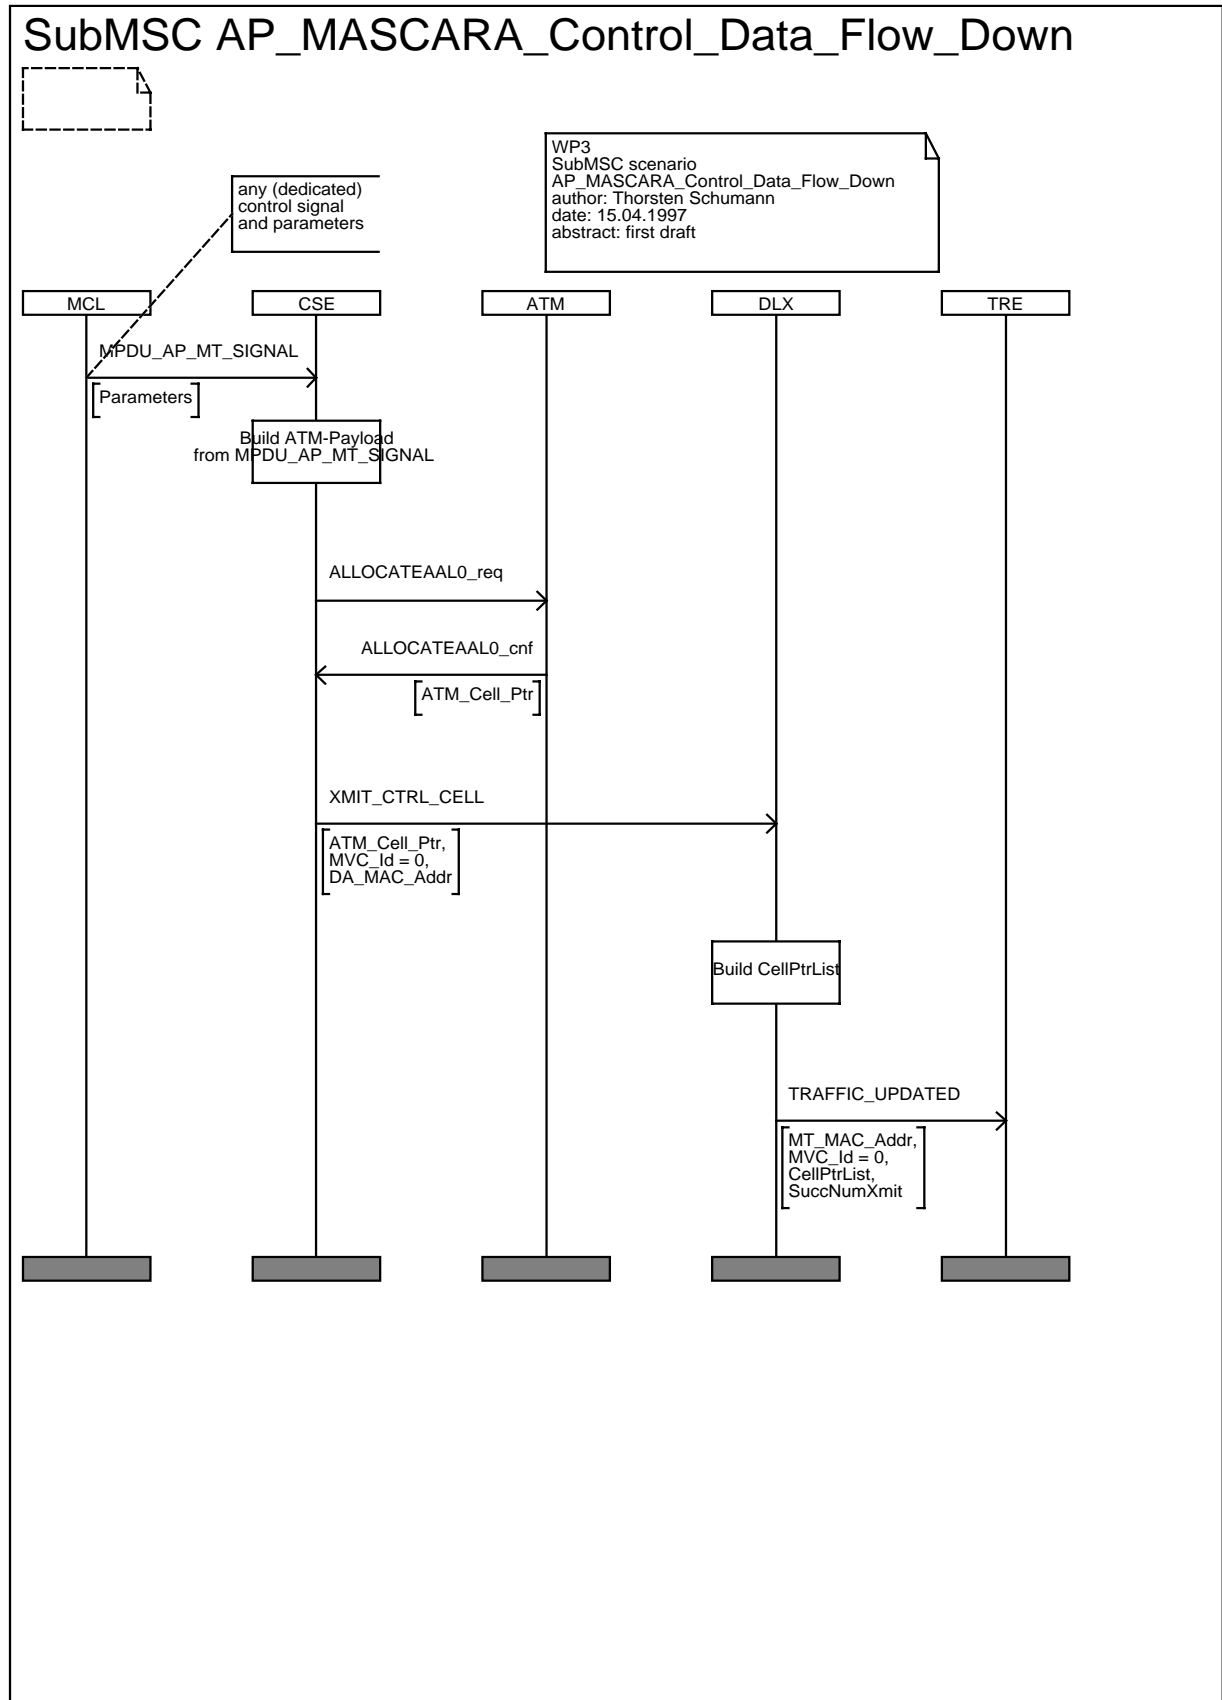 SubMSC AP_MASCARA_Control_Data_Flow_Down
WP3
SubMSC scenario
AP_MASCARA_Control_Data_Flow_Down
author: Thorsten Schumann
date: 15.04.1997
abstract: first draft
any (dedicated)
control signal
and parameters
MCL
CSE
ATM
DLX
TRE
MPDU_AP_MT_SIGNAL
Parameters
Build ATM-Payload
from MPDU_AP_MT_SIGNAL
ALLOCATEAAL0_req
ALLOCATEAAL0_cnf
ATM_Cell_Ptr
XMIT_CTRL_CELL
ATM_Cell_Ptr,
MVC_Id = 0,
DA_MAC_Addr
Build CellPtrList
TRAFFIC_UPDATED
MT_MAC_Addr,
MVC_Id = 0,
CellPtrList,
SuccNumXmit